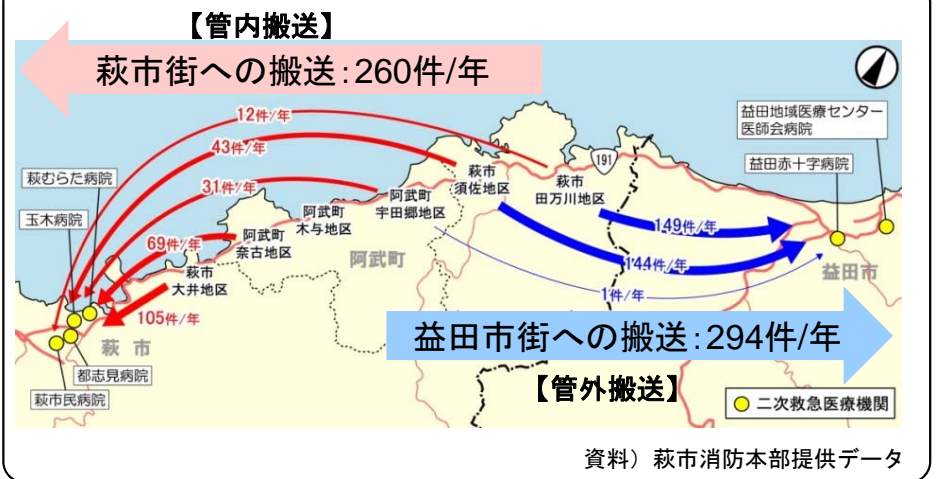 【管内搬送】
萩市街への搬送：260件/年
12件/年
43件/年
31件/年
69件/年
105件/年
萩むらた病院
玉木病院
都志見病院
萩市民病院
萩市
大井地区
阿武町
奈古地区
阿武町
木与地区
阿武町
宇田郷地区
萩市
須佐地区
萩市
田万川地区
191
益田地域医療センター
医師会病院
益田赤十字病院
149件/年
144件/年
1件/年
阿武町
萩 市
益田市
益田市街への搬送：294件/年
【管外搬送】
二次救急医療機関
資料）萩市消防本部提供データ